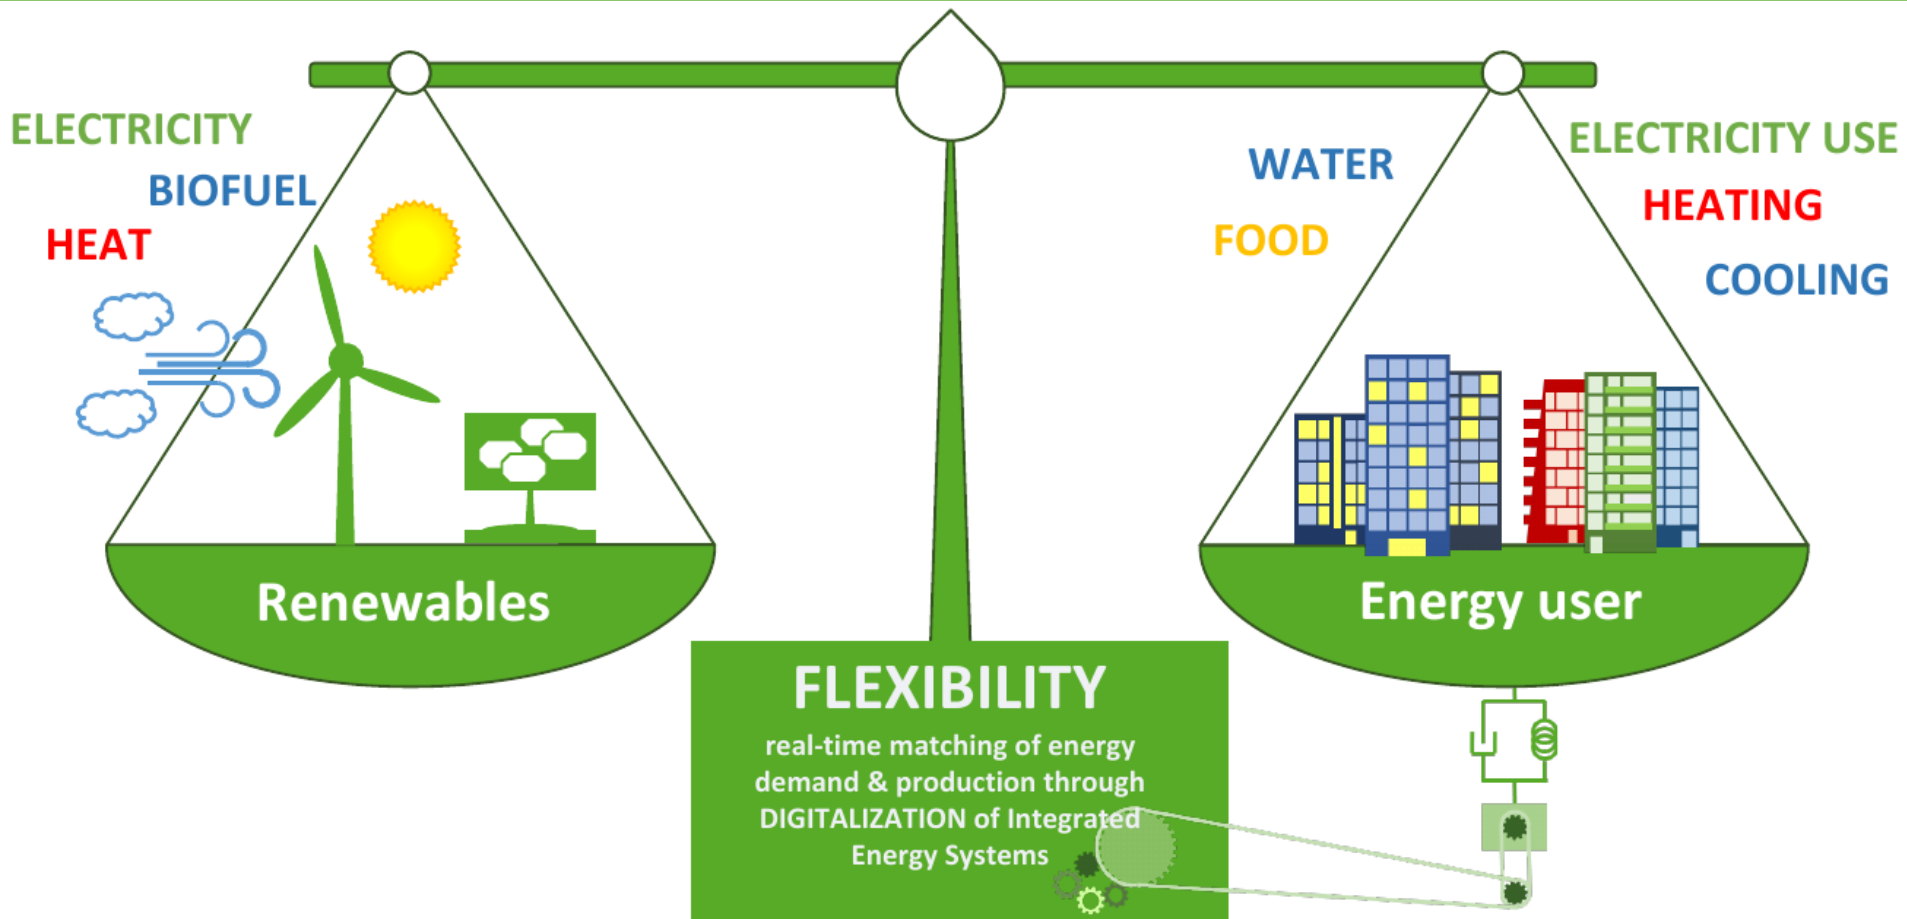 ELECTRICITY
BIOFUEL
HEAT
WATER
FOOD
ELECTRICITY USE
HEATING
COOLING
Renewables
Energy user
FLEXIBILITY
real-time matching of energy
demand & production through
DIGITALIZATION of Integrated
Energy Systems